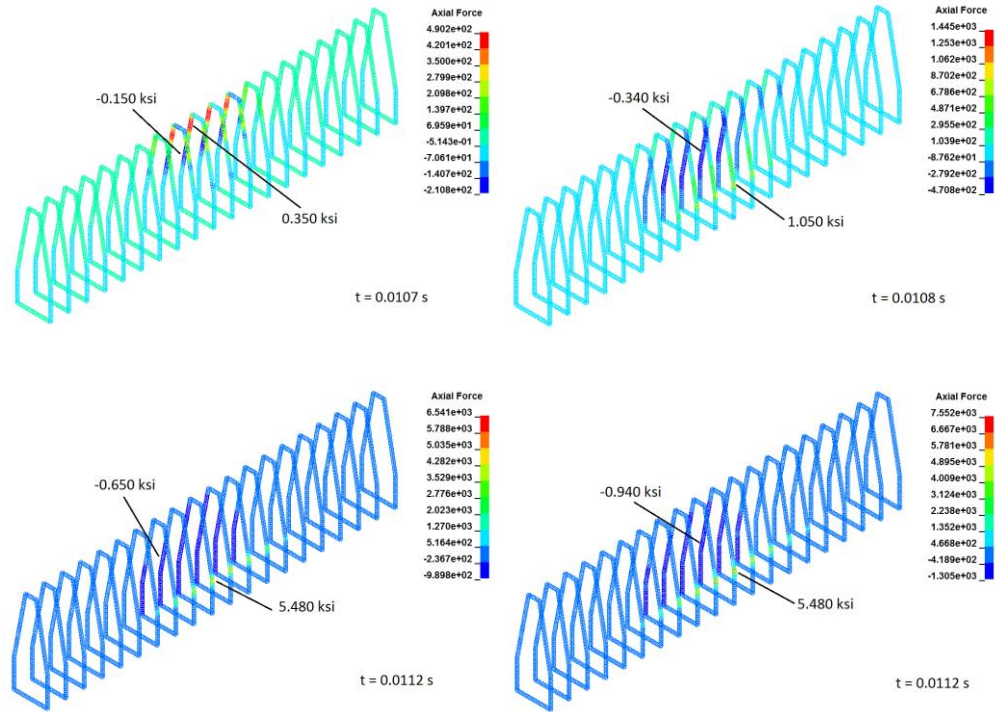 Axial Force
4.902e+02
4.201e+02
3.500e+02
2.799e+02
2.098e+02
1.397e+02
6.959e+01
-5.143e-01
-7.061e+01
-1.407e+02
-2.108e+02
-0.150 ksi
0.350 ksi
t = 0.0107 s
Axial Force
1.445e+03
1.253e+03
1.062e+03
8.702e+02
6.786e+02
4.871e+02
2.955e+02
1.039e+02
-8.762e+01
-2.792e+02
-4.708e+02
-0.340 ksi
1.050 ksi
t = 0.0108 s
Axial Force
6.541e+03
5.788e+03
5.035e+03
4.282e+03
3.529e+03
2.776e+03
2.023e+03
1.270e+03
5.164e+02
-2.367e+02
-9.898e+02
-0.650 ksi
5.480 ksi
t = 0.0112 s
Axial Force
7.552e+03
6.667e+03
5.781e+03
4.895e+03
4.009e+03
3.124e+03
2.238e+03
1.352e+03
4.668e+02
-4.189e+02
-1.305e+03
-0.940 ksi
5.480 ksi
t = 0.0112 s